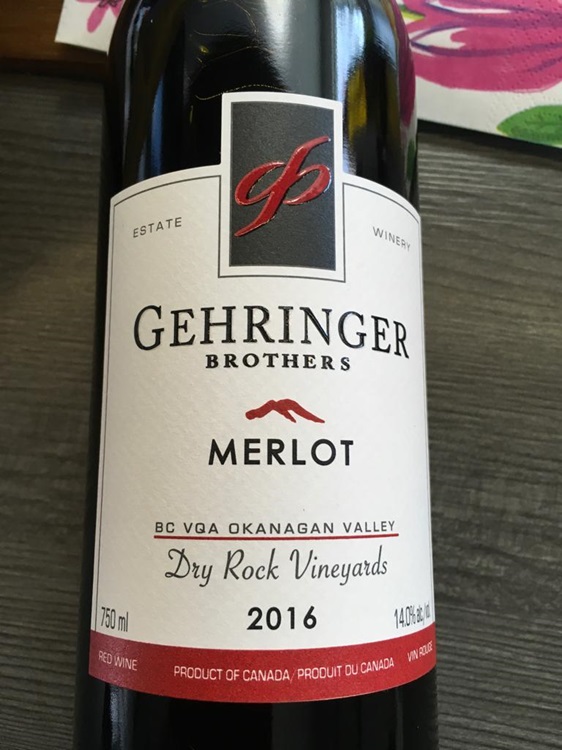 ESTATE WINERY
GEHRINGER
BROTHERS
MERLOT
BC VQA OKANAGAN VALLEY
Dry Rock Vineyards
750 ml 2016 14.0% alc./vol.
RED WINE PRODUCT OF CANADA/PRODUIT DU CANADA VIN ROUGE